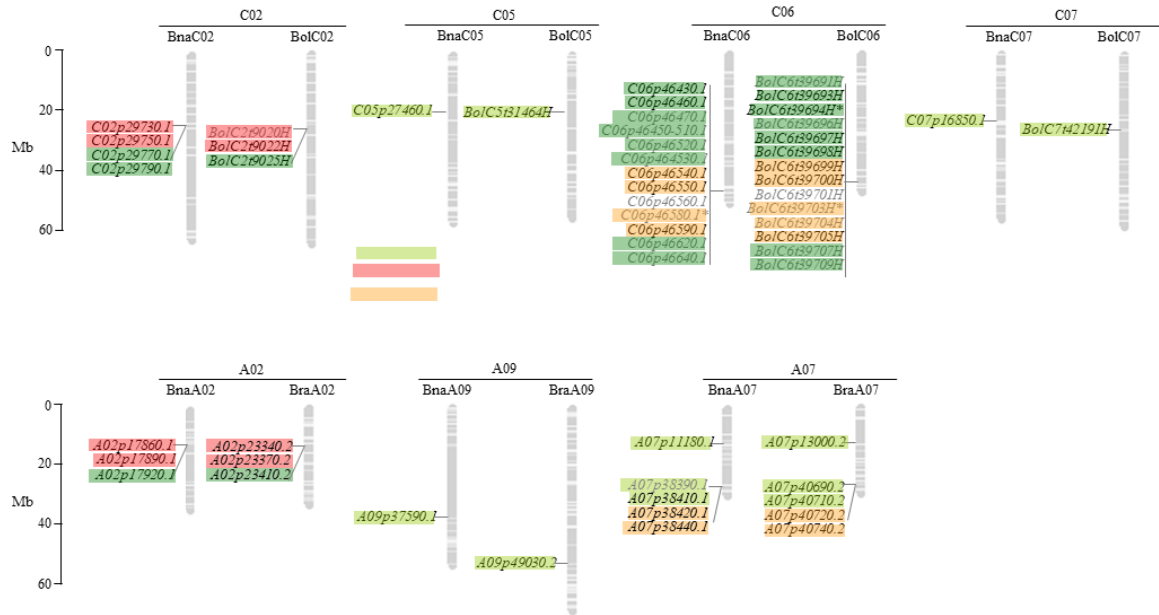 C02 C05 C06 C07
BnaC02 BolC02 BnaC05 BolC05 BnaC06 BolC06 BnaC07 BolC07
0
20
Mb
40
60
C02p29730.1
C02p29750.1
C02p29770.1
C02p29790.1
BolC2t9020H
BolC2t9022H
BolC2t9025H
C05p27460.1
BolC5t31464H
C06p46430.1
C06p46460.1
C06p46470.1
C06p46450-510.1
C06p46520.1
C06p464530.1
C06p46540.1
C06p46550.1
C06p46560.1
C06p46580.1*
C06p46590.1
C06p46620.1
C06p46640.1
BolC6t39691H
BolC6t39693H
BolC6t39694H*
BolC6t39696H
BolC6t39697H
BolC6t39698H
BolC6t39699H
BolC6t39700H
BolC6t39701H
BolC6t39703H*
BolC6t39704H
BolC6t39705H
BolC6t39707H
BolC6t39709H
C07p16850.1
BolC7t42191H
A02 A09 A07
BnaA02 BraA02 BnaA09 BraA09 BnaA07 BraA07
0
20
Mb
40
60
A02p17860.1
A02p17890.1
A02p17920.1
A02p23340.2
A02p23370.2
A02p23410.2
A09p37590.1
A09p49030.2
A07p11180.1
A07p38390.1
A07p38410.1
A07p38420.1
A07p38440.1
A07p13000.2
A07p40690.2
A07p40710.2
A07p40720.2
A07p40740.2